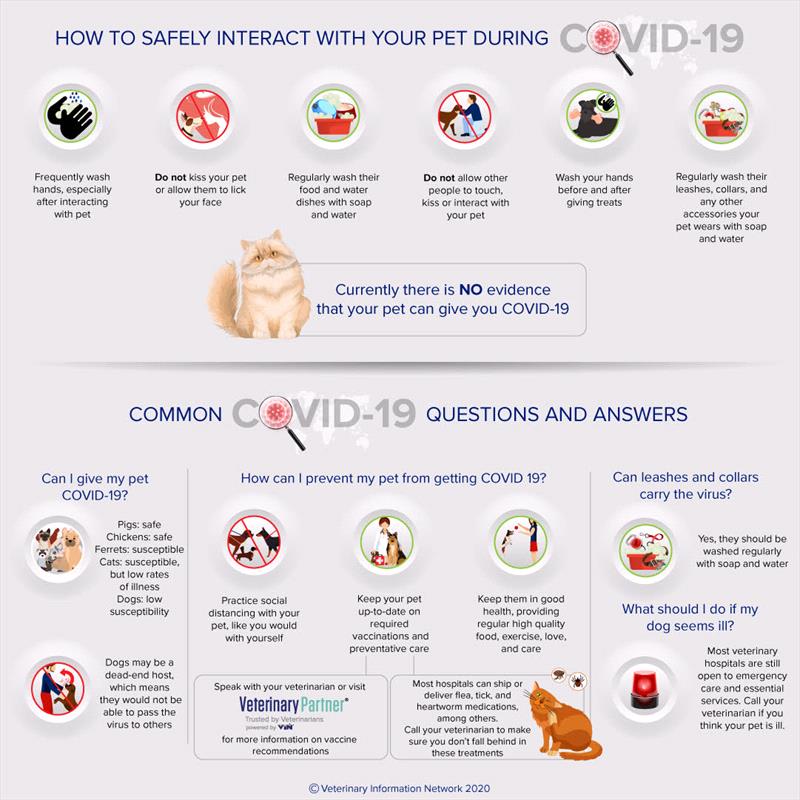 HOW TO SAFELY INTERACT WITH YOUR PET DURING COVID-19
Frequently wash
hands, especially
after interacting
with pet
Do not kiss your pet
or allow them to lick
your face
Regularly wash their
food and water
dishes with soap
and water
Do not allow other
people to touch,
kiss or interact with
your pet
Wash your hands
before and after
giving treats
Regularly wash their
leashes, collars, and
any other
accessories your
pet wears with soap
and water
Currently there is NO evidence
that your pet can give you COVID-19
COMMON COVID-19 QUESTIONS AND ANSWERS
Can I give my pet
COVID-19?
Pigs: safe
Chickens: safe
Ferrets: susceptible
Cats: susceptible,
but low rates
of illness
Dogs: low
susceptibility
Dogs may be a
dead-end host,
which means
they would not be
able to pass the
virus to others
How can I prevent my pet from getting COVID 19?
Practice social
distancing with your
pet, like you would
with yourself
Keep your pet
up-to-date on
required
vaccinations and
preventative care
Keep them in good
health, providing
regular high quality
food, exercise, love,
and care
Speak with your veterinarian or visit
VeterinaryPartner®
Trusted by Veterinarians
powered by VIN
for more information on vaccine
recommendations
Most hospitals can ship or
deliver flea, tick, and
heartworm medications,
among others.
Call your veterinarian to make
sure you don't fall behind in
these treatments
Can leashes and collars
carry the virus?
Yes, they should be
washed regularly
with soap and water
What should I do if my
dog seems ill?
Most veterinary
hospitals are still
open to emergency
care and essential
services. Call your
veterinarian if you
think your pet is ill.
© Veterinary Information Network 2020